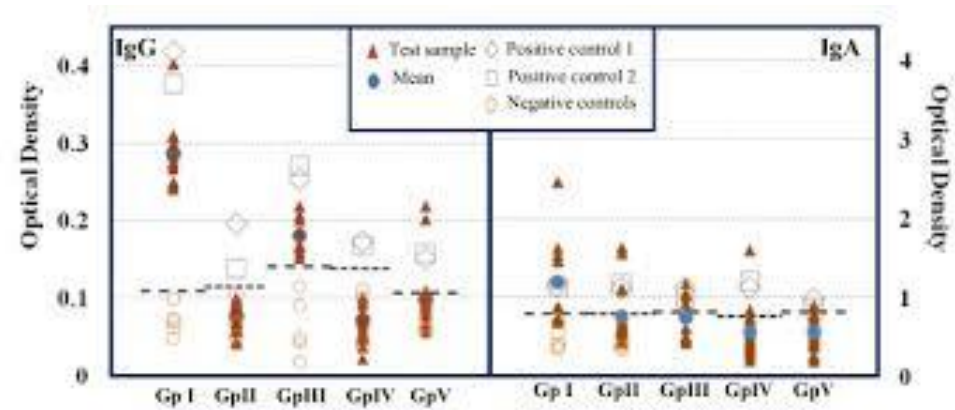 IgG
IgA
Test sample
Positive control 1
Mean
Positive control 2
Negative controls
Optical Density
0.4
0.3
0.2
0.1
0
Optical Density
4
3
2
1
0
Gp I GpII GpIII GpIV GpV
Gp I GpII GpIII GpIV GpV